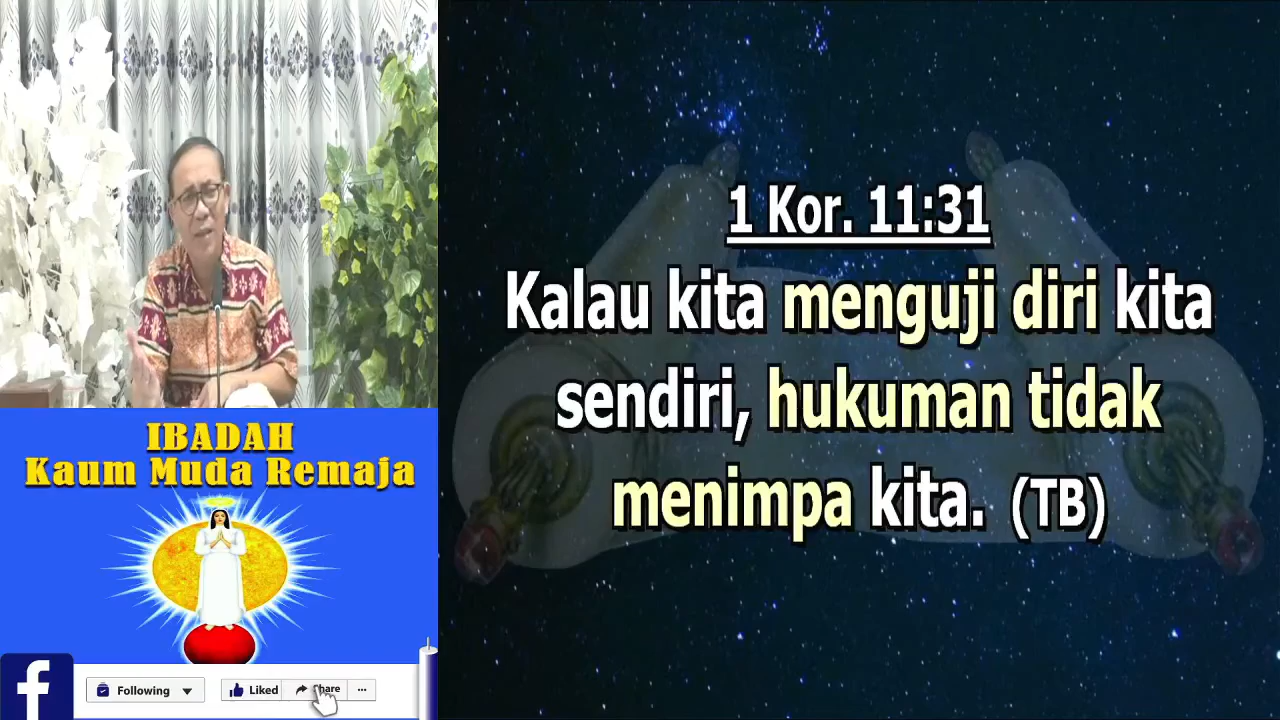 1 Kor. 11:31
Kalau kita menguji diri kita
sendiri, hukuman tidak
menimpa kita. (TB)
IBADAH
Kaum Muda Remaja
f
Following
Liked
Share
...